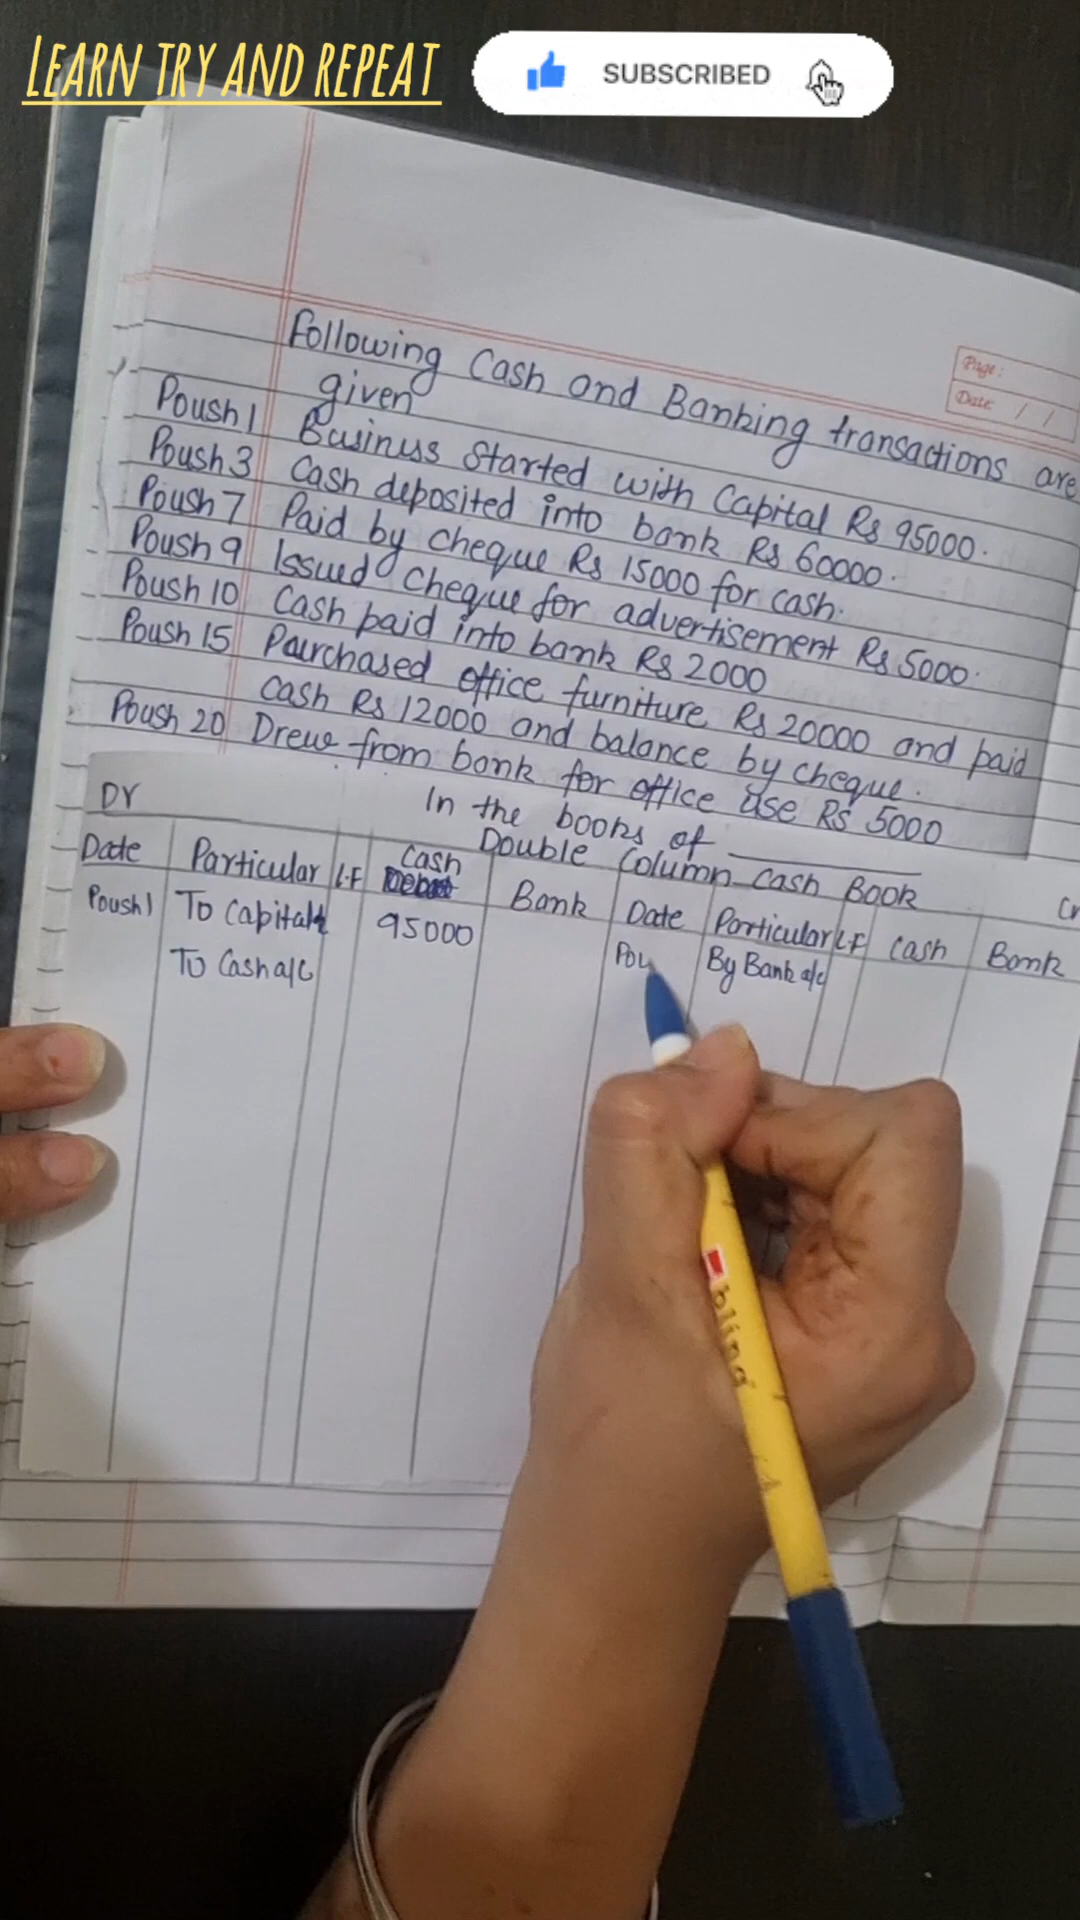 LEARN TRY AND REPEAT
SUBSCRIBED
Page:
Date / /
Following Cash and Banking transactions are
given
Poush 1 Business Started with Capital Rs 95000.
Poush 3 Cash deposited into bank Rs 60000.
Poush 7 Paid by cheque Rs 15000 for cash.
Poush 9 Issued cheque for advertisement Rs 5000.
Poush 10 Cash paid into bank Rs 2000
Poush 15 Purchased office furniture Rs 20000 and paid
cash Rs 12000 and balance by cheque.
Poush 20 Drew from bank for office use Rs 5000
In the books of
Dr Double Column Cash Book Cr
Date Particular L.F Cash Bank Date Particular L.F Cash Bank
Poush 1 To Capital 95000 Pou By Bank a/c
To Cash a/c
bling